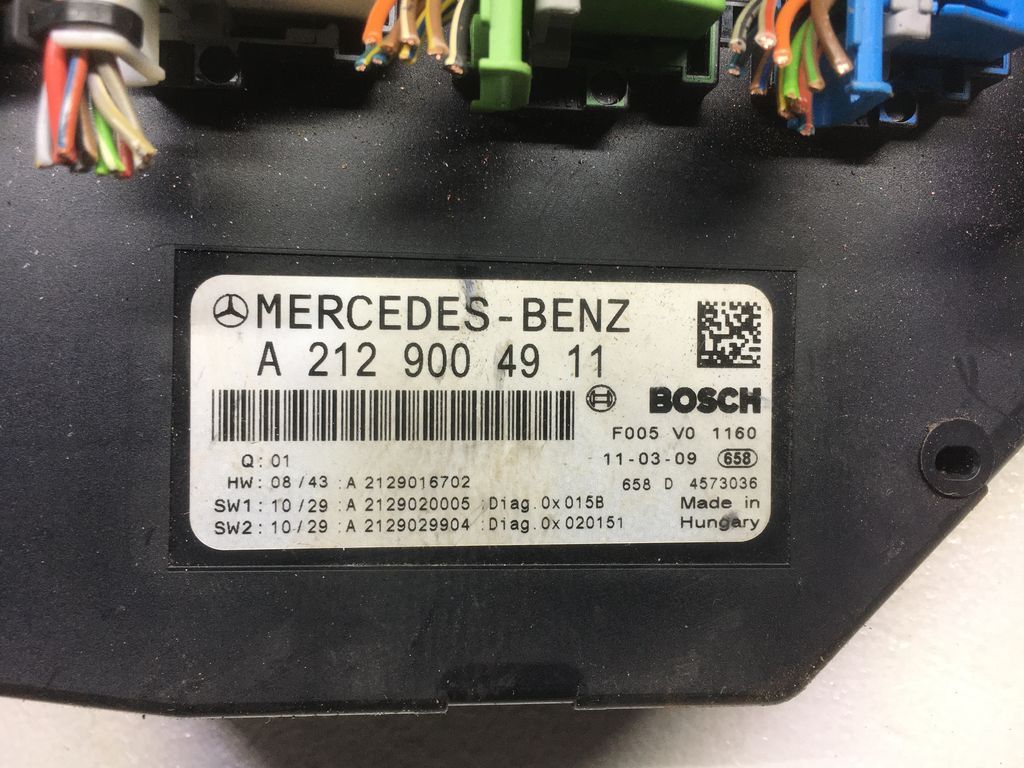 MERCEDES-BENZ
A 212 900 49 11
BOSCH
F005 V0 1160
Q: 01
11-03-09 658
HW: 08/43 :A 2129016702
658 D 4573036
SW1: 10/29 :A 2129020005 :Diag.0x015B
Made in
SW2: 10/29 :A 2129029904 :Diag.0x020151
Hungary